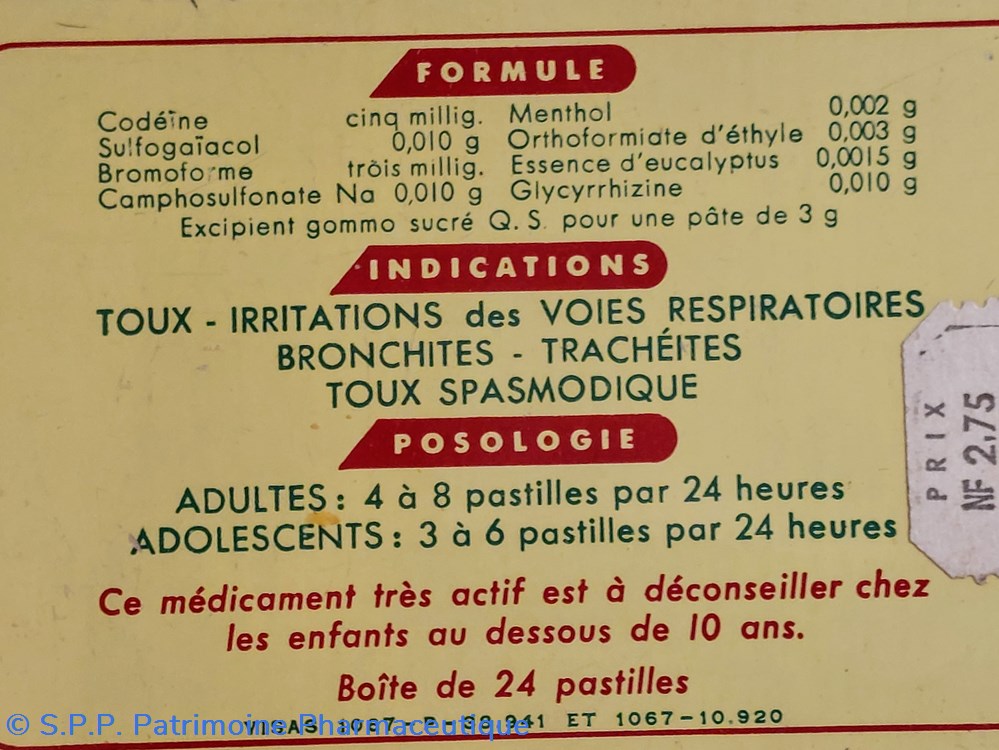 FORMULE
Codéïne cinq millig. Menthol 0,002 g
Sulfogaïacol 0,010 g Orthoformiate d'éthyle 0,003 g
Bromoforme trois millig. Essence d'eucalyptus 0,0015 g
Camphosulfonate Na 0,010 g Glycyrrhizine 0,010 g
Excipient gommo sucré Q.S. pour une pâte de 3 g
INDICATIONS
TOUX - IRRITATIONS des VOIES RESPIRATOIRES
BRONCHITES - TRACHÉITES
TOUX SPASMODIQUE
POSOLOGIE
ADULTES : 4 à 8 pastilles par 24 heures
ADOLESCENTS : 3 à 6 pastilles par 24 heures
PRIX
NF 2,75
Ce médicament très actif est à déconseiller chez
les enfants au dessous de 10 ans.
Boîte de 24 pastilles
VISAS 1067-P- 941 ET 1067-10.920
© S.P.P. Patrimoine Pharmaceutique